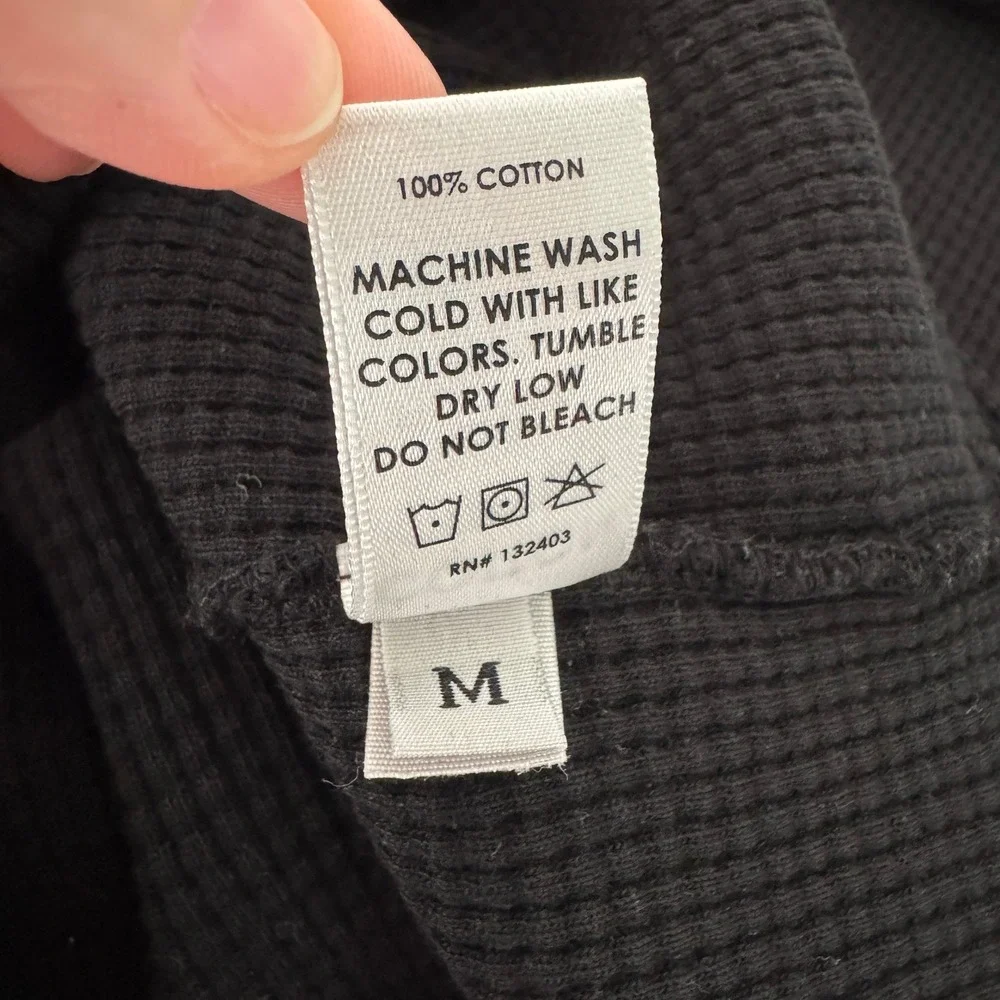 100% COTTON
MACHINE WASH
COLD WITH LIKE
COLORS. TUMBLE
DRY LOW
DO NOT BLEACH
RN# 132403
M